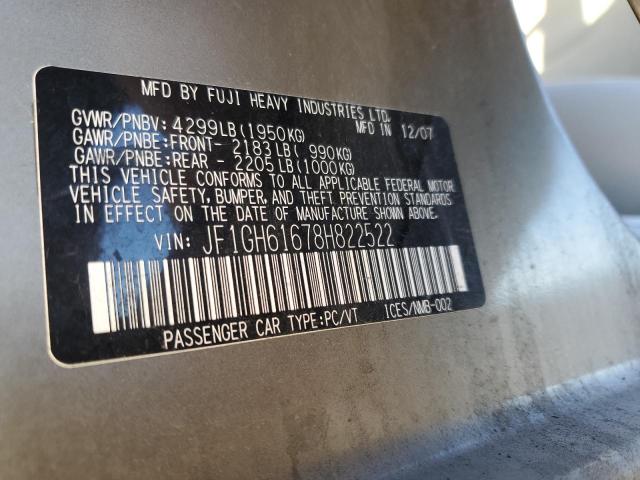 MFD BY FUJI HEAVY INDUSTRIES LTD.
GVWR/PNBV: 4299LB(1950KG) MFD IN 12/07
GAWR/PNBE:FRONT- 2183LB( 990KG)
GAWR/PNBE:REAR - 2205LB(1000KG)
THIS VEHICLE CONFORMS TO ALL APPLICABLE FEDERAL MOTOR
VEHICLE SAFETY, BUMPER, AND THEFT PREVENTION STANDARDS
IN EFFECT ON THE DATE OF MANUFACTURE SHOWN ABOVE.
VIN: JF1GH61678H822522
PASSENGER CAR TYPE:PC/VT ICES/NMB-002